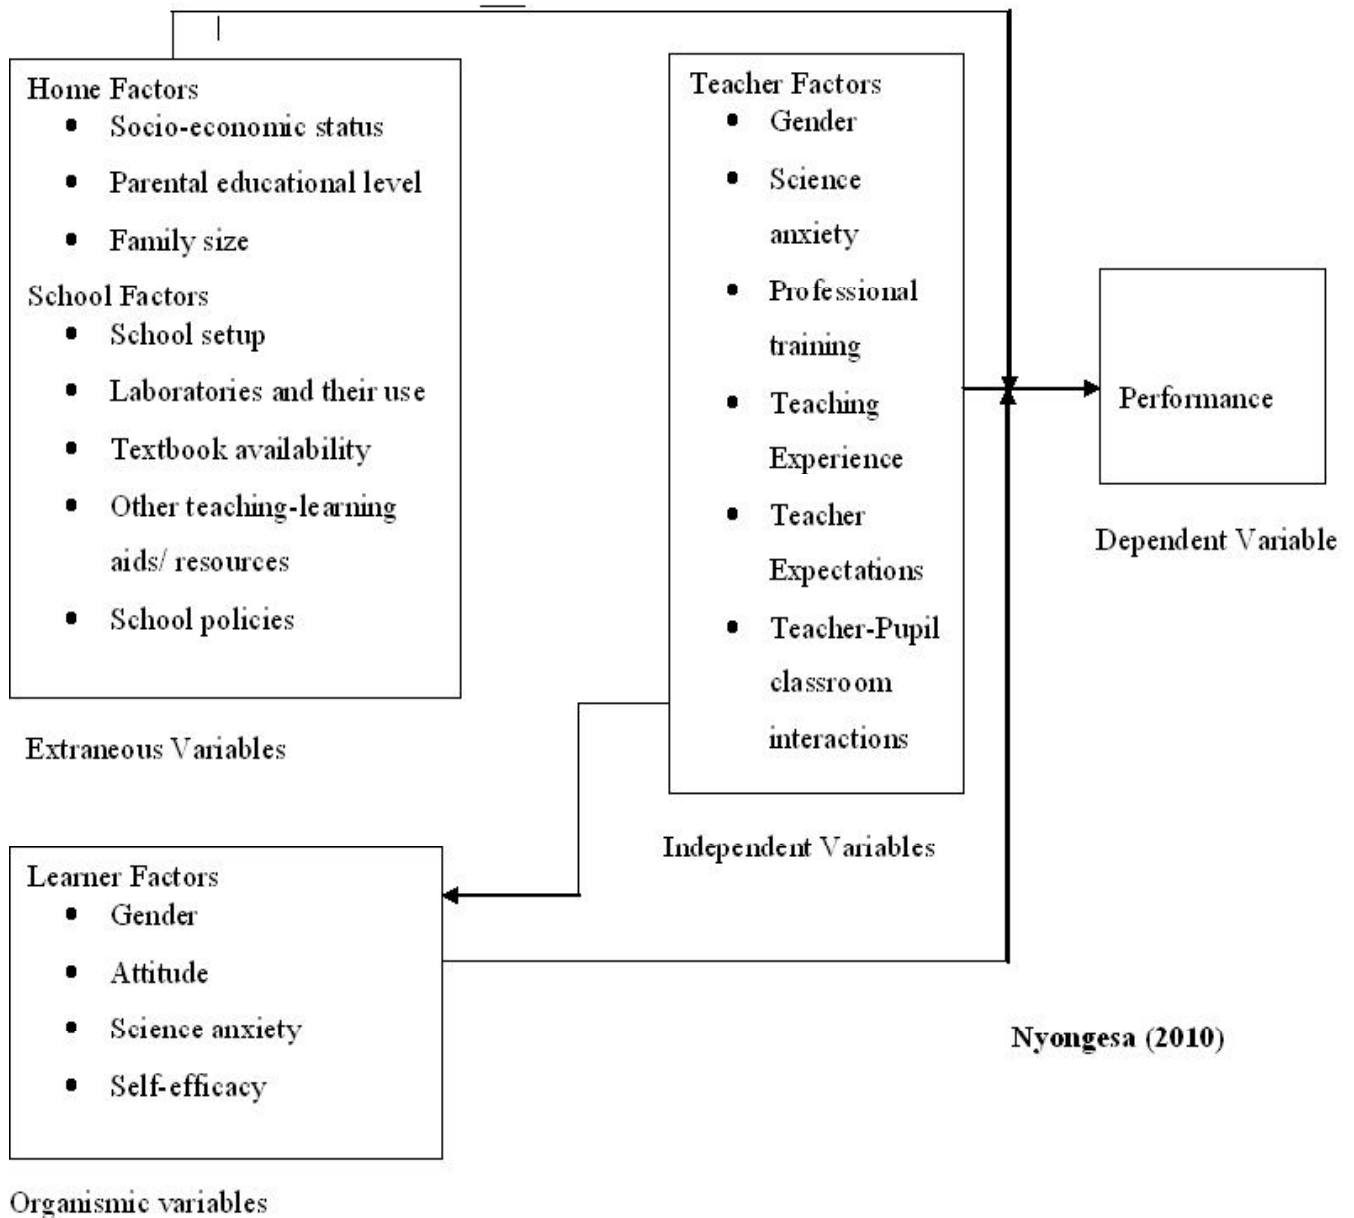 Home Factors
• Socio-economic status
• Parental educational level
• Family size
School Factors
• School setup
• Laboratories and their use
• Textbook availability
• Other teaching-learning
aids/ resources
• School policies
Extraneous Variables
Teacher Factors
• Gender
• Science
anxiety
• Professional
training
• Teaching
Experience
• Teacher
Expectations
• Teacher-Pupil
classroom
interactions
Independent Variables
Performance
Dependent Variable
Learner Factors
• Gender
• Attitude
• Science anxiety
• Self-efficacy
Organismic variables
Nyongesa (2010)